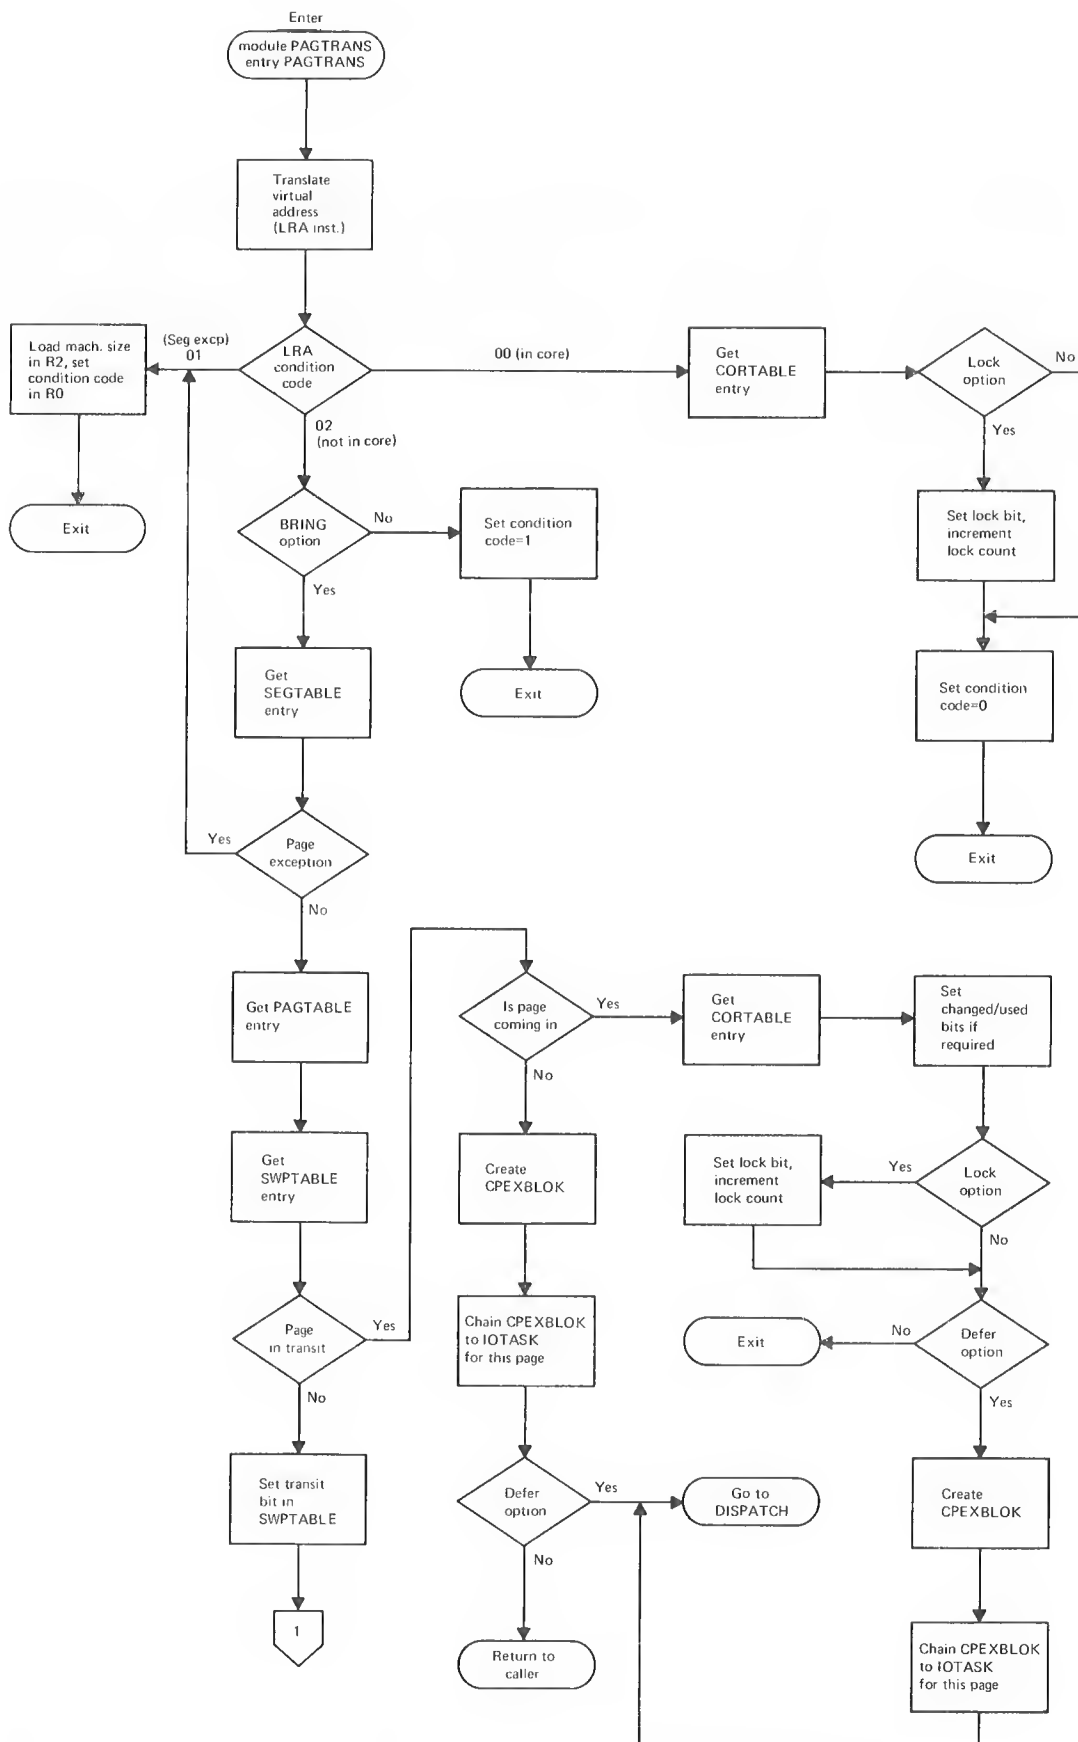 Enter
module PAGTRANS
entry PAGTRANS
Translate
virtual
address
(LRA inst.)
Load mach. size
in R2, set
condition code
in R0
(Seg excp)
01
LRA
condition
code
00 (in core)
Get
CORTABLE
entry
Lock
option
No
Yes
02
(not in core)
Exit
BRING
option
No
Set condition
code=1
Set lock bit,
increment
lock count
Yes
Get
SEGTABLE
entry
Exit
Set condition
code=0
Yes
Page
exception
Exit
No
Get PAGTABLE
entry
Is page
coming in
Yes
Get
CORTABLE
entry
Set
changed/used
bits if
required
No
Get
SWPTABLE
entry
Create
CPEXBLOK
Set lock bit,
increment
lock count
Yes
Lock
option
No
Page
in transit
Yes
Chain CPEXBLOK
to IOTASK
for this page
Exit
No
Defer
option
No
Yes
Set transit
bit in
SWPTABLE
Defer
option
Yes
Go to
DISPATCH
Create
CPEXBLOK
No
1
Return to
caller
Chain CPEXBLOK
to IOTASK
for this page